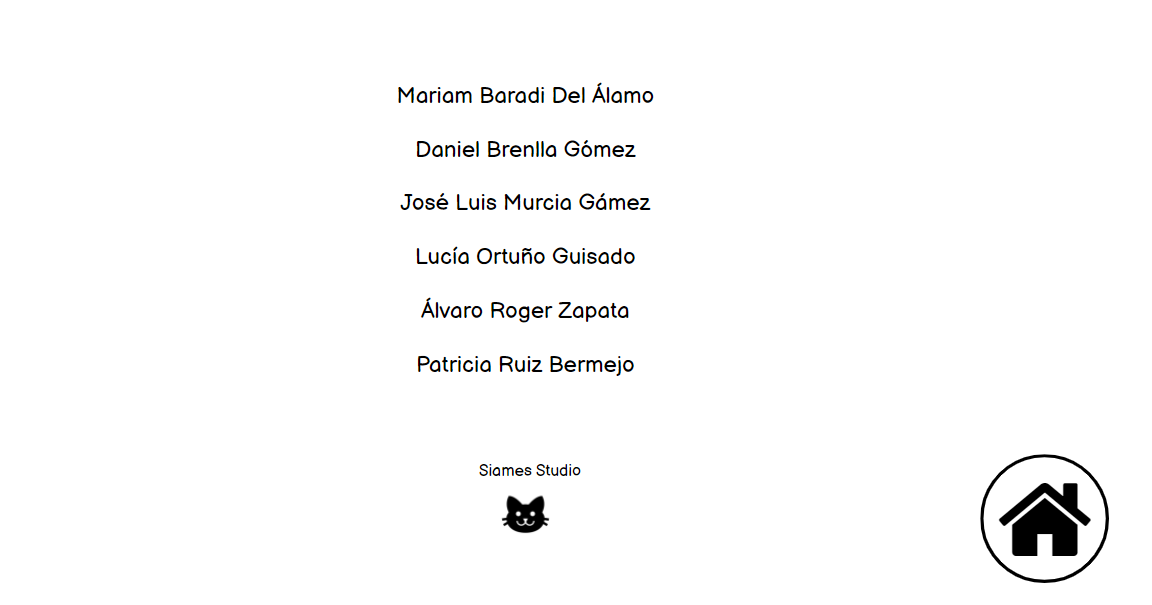 Mariam Baradi Del Álamo
Daniel Brenlla Gómez
José Luis Murcia Gámez
Lucía Ortuño Guisado
Álvaro Roger Zapata
Patricia Ruiz Bermejo
Siames Studio